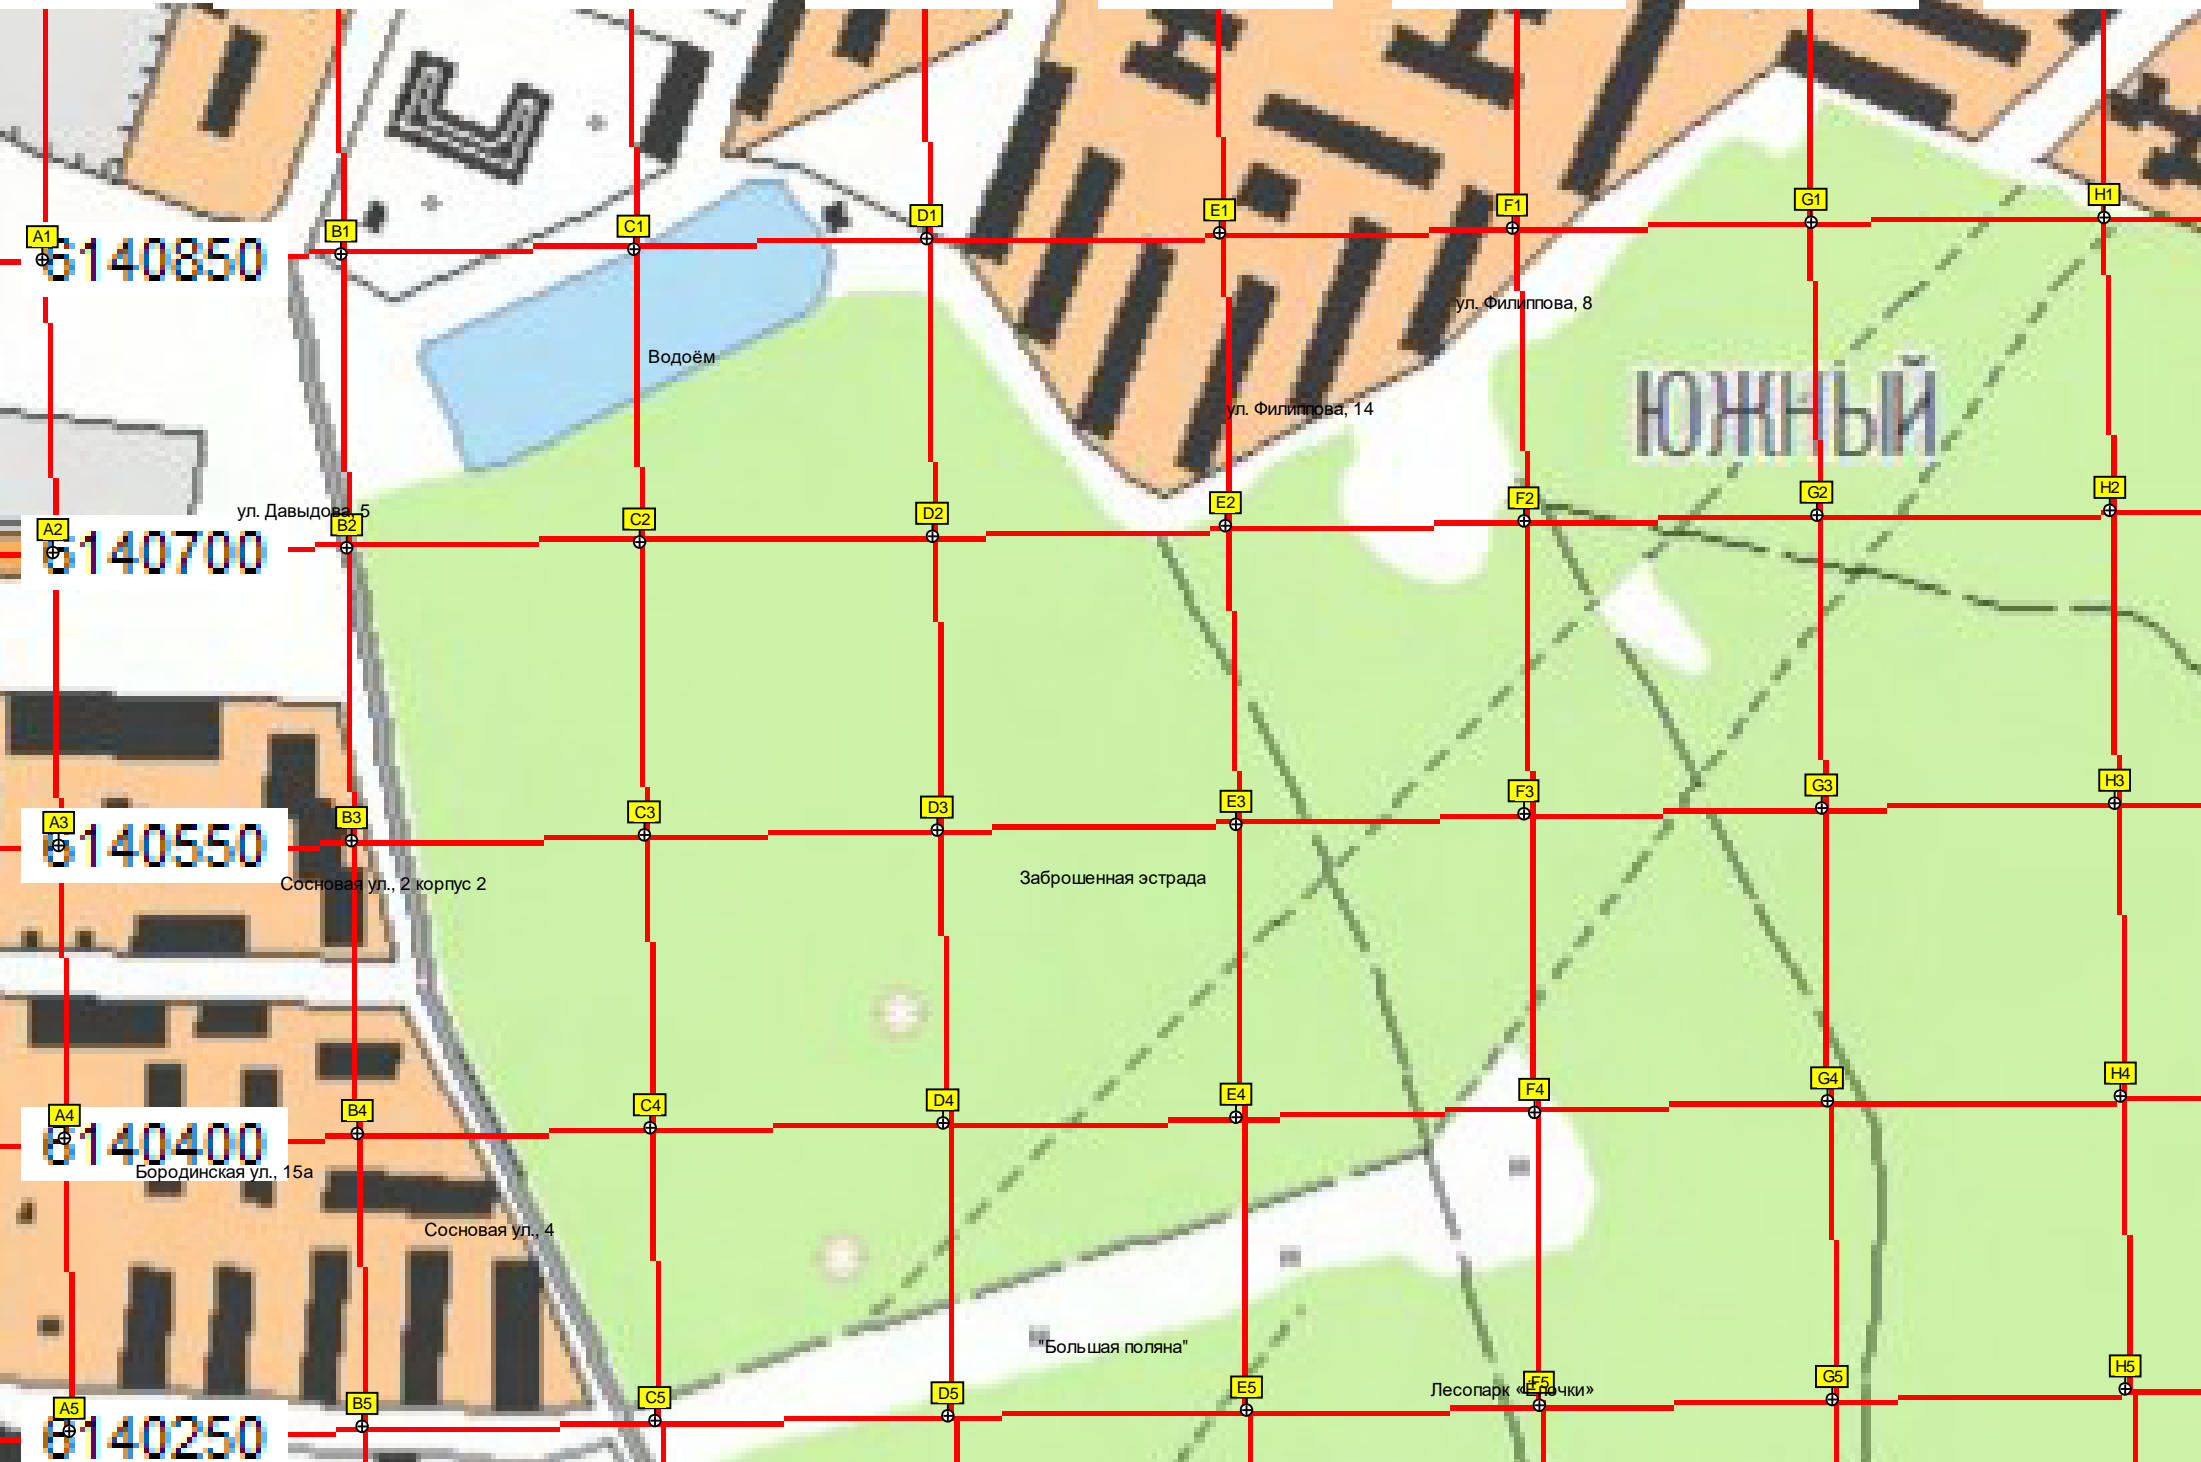 A1 B1 C1 D1 E1 F1 G1 H1
6140850
ул. Филиппова, 8
Водоём
ЮЖНЫЙ
ул. Филиппова, 14
ул. Давыдова, 5
A2 B2 C2 D2 E2 F2 G2 H2
6140700
A3 B3 C3 D3 E3 F3 G3 H3
6140550
Сосновая ул., 2 корпус 2
Заброшенная эстрада
A4 B4 C4 D4 E4 F4 G4 H4
6140400
Бородинская ул., 15а
Сосновая ул., 4
"Большая поляна"
Лесопарк «Ёлочки»
A5 B5 C5 D5 E5 F5 G5 H5
6140250